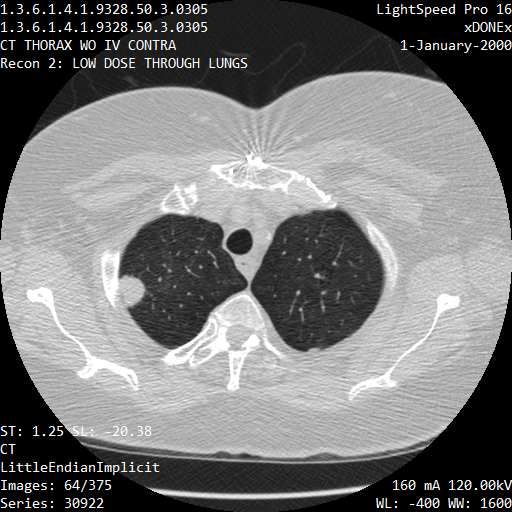 1.3.6.1.4.1.9328.50.3.0305
1.3.6.1.4.1.9328.50.3.0305
CT THORAX WO IV CONTRA
Recon 2: LOW DOSE THROUGH LUNGS
LightSpeed Pro 16
xDONEx
1-January-2000
ST: 1.25 SL: -20.38
CT
LittleEndianImplicit
Images: 64/375
Series: 30922
160 mA 120.00kV
WL: -400 WW: 1600